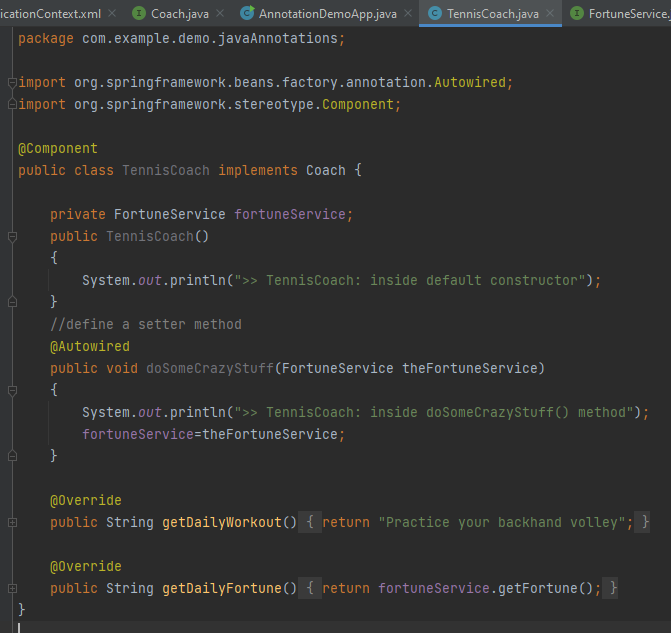 icationContext.xml Coach.java AnnotationDemoApp.java TennisCoach.java FortuneService.
package com.example.demo.javaAnnotations;
import org.springframework.beans.factory.annotation.Autowired;
import org.springframework.stereotype.Component;
@Component
public class TennisCoach implements Coach {
private FortuneService fortuneService;
public TennisCoach()
{
System.out.println(">> TennisCoach: inside default constructor");
}
//define a setter method
@Autowired
public void doSomeCrazyStuff(FortuneService theFortuneService)
{
System.out.println(">> TennisCoach: inside doSomeCrazyStuff() method");
fortuneService=theFortuneService;
}
@Override
public String getDailyWorkout() { return "Practice your backhand volley"; }
@Override
public String getDailyFortune() { return fortuneService.getFortune(); }
}